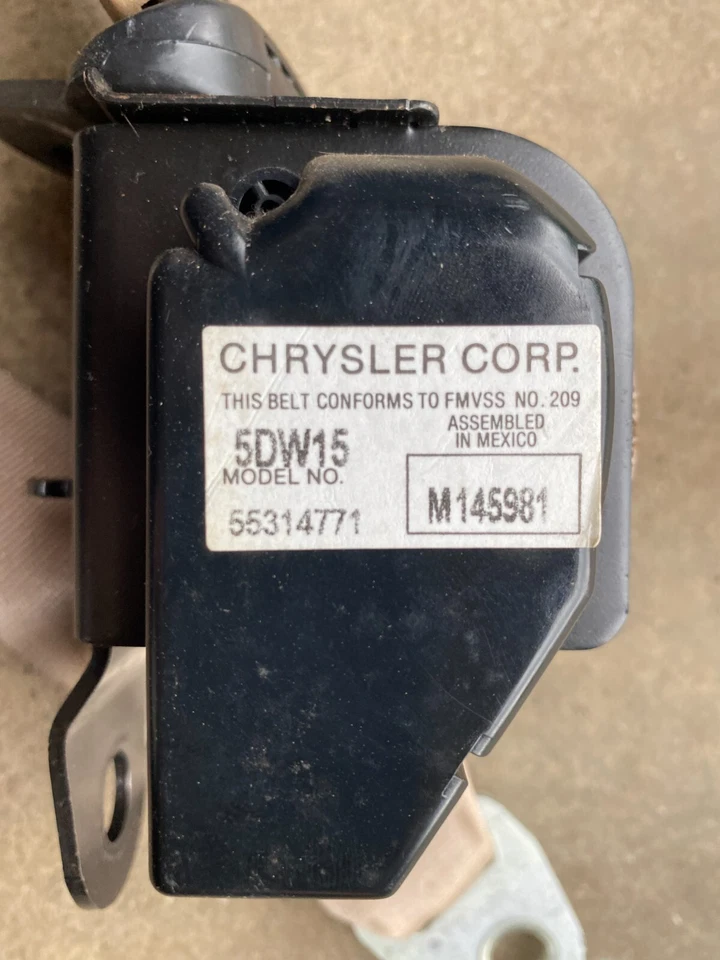 CHRYSLER CORP.
THIS BELT CONFORMS TO FMVSS NO. 209
ASSEMBLED
IN MEXICO
5DW15
MODEL NO.
55314771
M145981